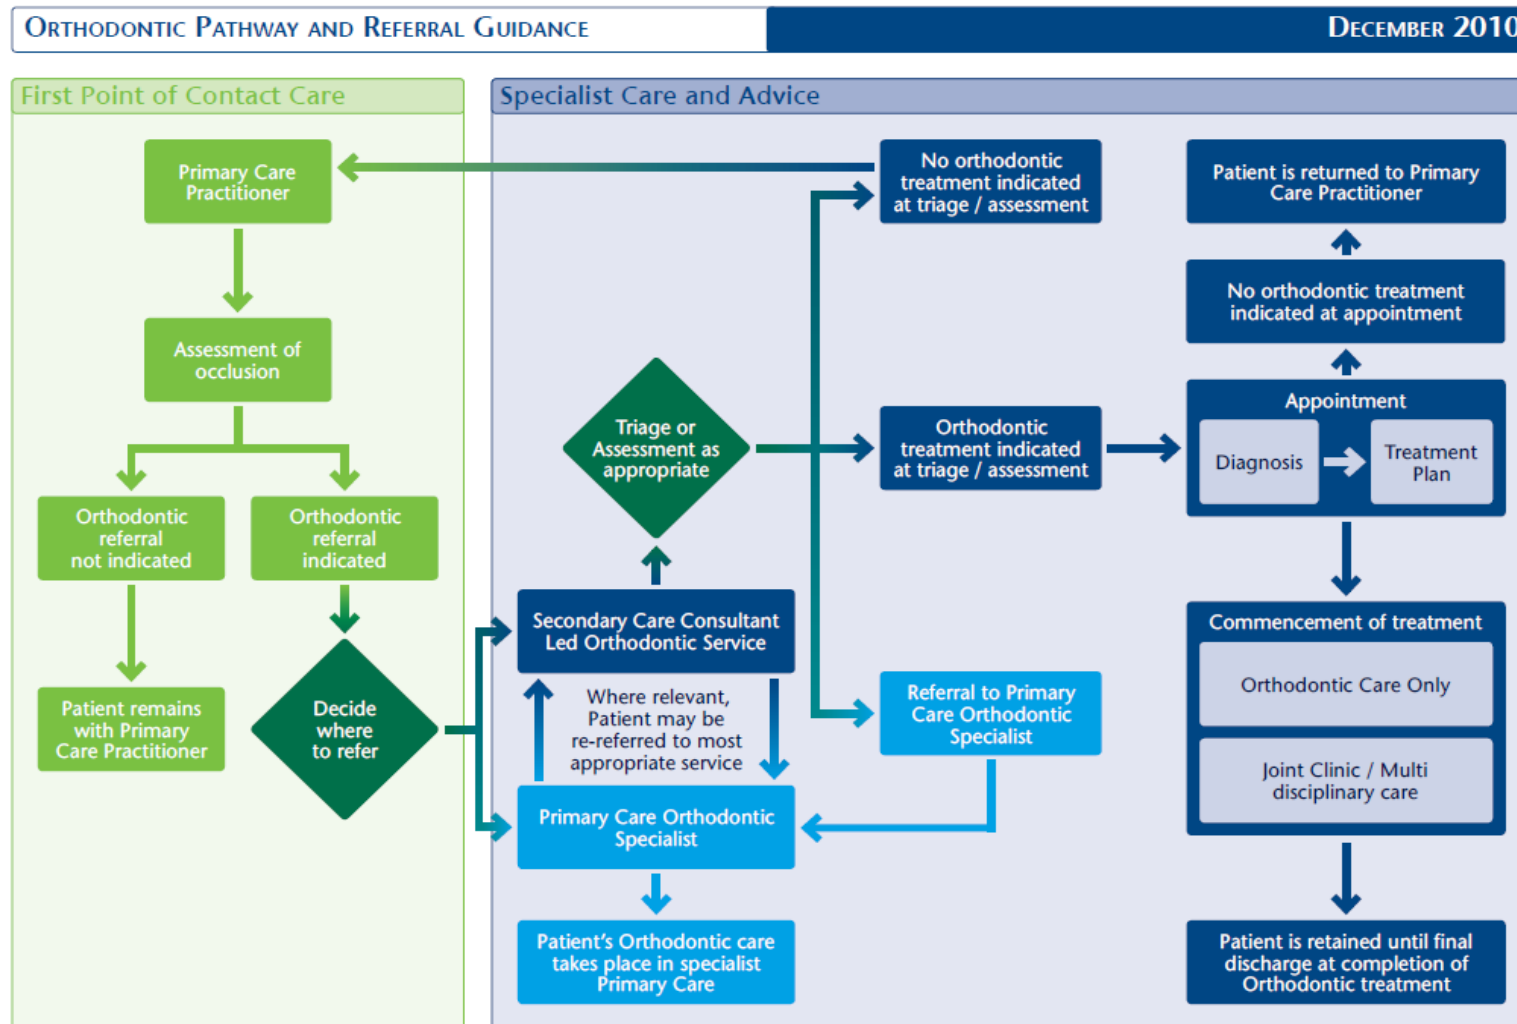 ORTHODONTIC PATHWAY AND REFERRAL GUIDANCE
DECEMBER 2010
First Point of Contact Care
Primary Care
Practitioner
Assessment of
occlusion
Orthodontic
referral
not indicated
Orthodontic
referral
indicated
Patient remains
with Primary
Care Practitioner
Decide
where
to refer
Specialist Care and Advice
Secondary Care Consultant
Led Orthodontic Service
Where relevant,
Patient may be
re-referred to most
appropriate service
Primary Care Orthodontic
Specialist
Patient's Orthodontic care
takes place in specialist
Primary Care
Triage or
Assessment as
appropriate
No orthodontic
treatment indicated
at triage / assessment
Orthodontic
treatment indicated
at triage / assessment
Referral to Primary
Care Orthodontic
Specialist
Patient is returned to Primary
Care Practitioner
No orthodontic treatment
indicated at appointment
Appointment
Diagnosis
Treatment
Plan
Commencement of treatment
Orthodontic Care Only
Joint Clinic / Multi
disciplinary care
Patient is retained until final
discharge at completion of
Orthodontic treatment